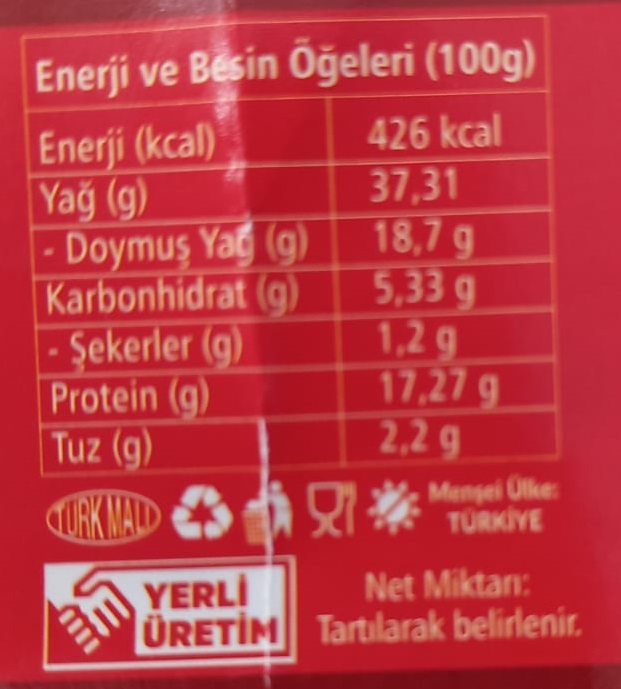 Enerji ve Besin Öğeleri (100g)
Enerji (kcal) 426 kcal
Yağ (g) 37,31
- Doymuş Yağ (g) 18,7 g
Karbonhidrat (g) 5,33 g
- Şekerler (g) 1,2 g
Protein (g) 17,27 g
Tuz (g) 2,2 g
TÜRK MALI
Menşei Ülke:
TÜRKİYE
YERLİ
ÜRETİM
Net Miktarı:
Tartılarak belirlenir.